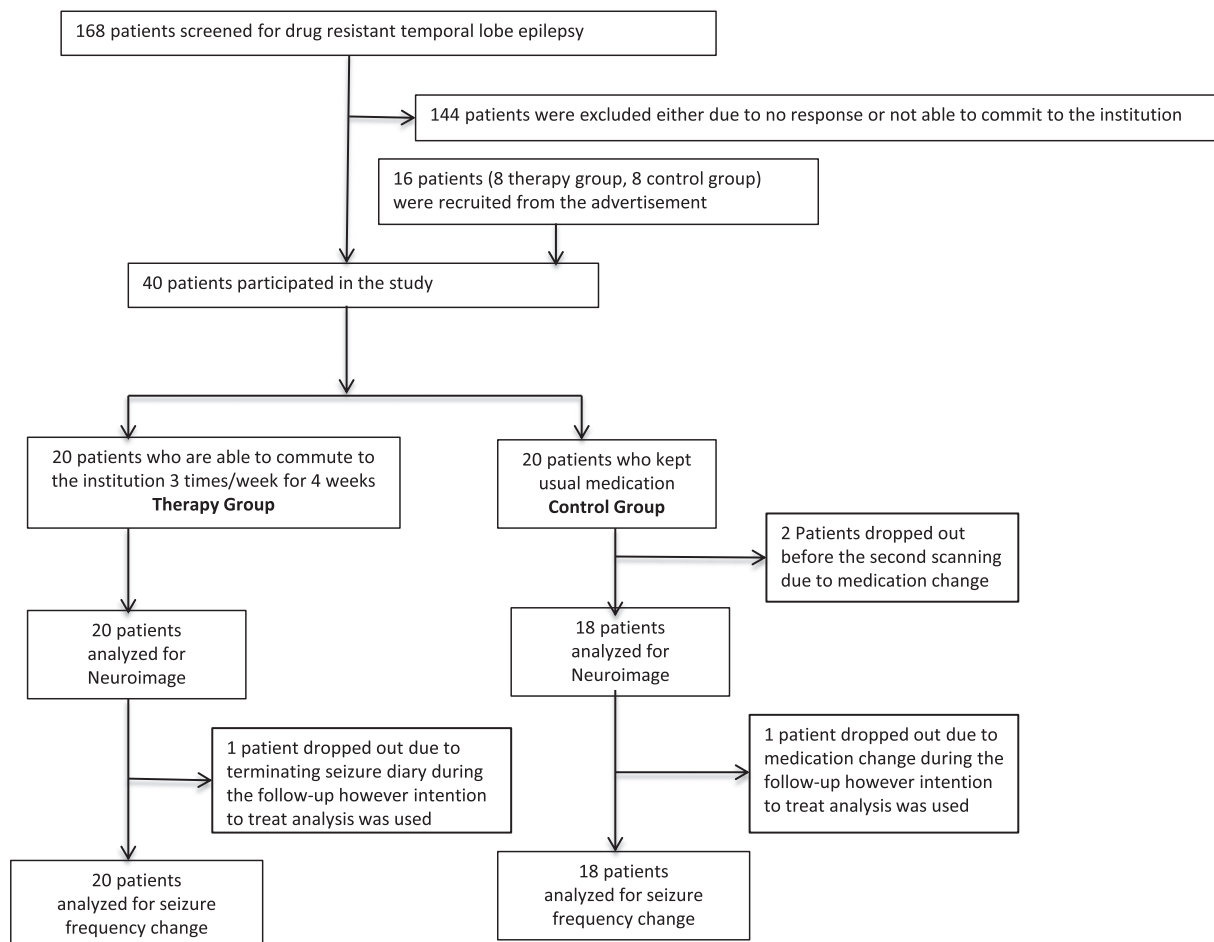 168 patients screened for drug resistant temporal lobe epilepsy
144 patients were excluded either due to no response or not able to commit to the institution
16 patients (8 therapy group, 8 control group)
were recruited from the advertisement
40 patients participated in the study
20 patients who are able to commute to
the institution 3 times/week for 4 weeks
Therapy Group
20 patients who kept
usual medication
Control Group
2 Patients dropped out
before the second scanning
due to medication change
20 patients
analyzed for
Neuroimage
18 patients
analyzed for
Neuroimage
1 patient dropped out due to
terminating seizure diary during
the follow-up however intention
to treat analysis was used
1 patient dropped out due to
medication change during the
follow-up however intention
to treat analysis was used
20 patients
analyzed for seizure
frequency change
18 patients
analyzed for seizure
frequency change